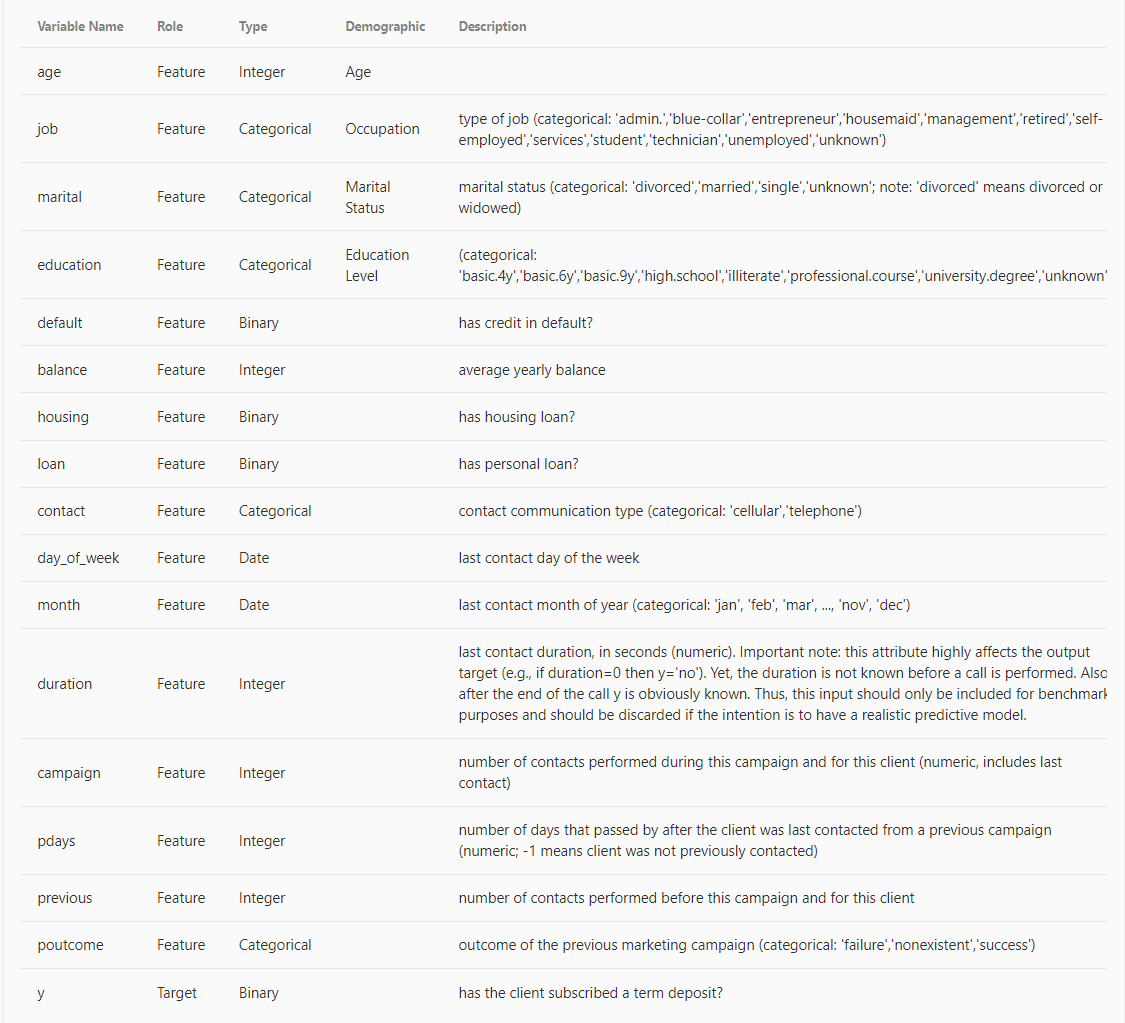 Variable Name Role Type Demographic Description
age Feature Integer Age
job Feature Categorical Occupation type of job (categorical: 'admin.','blue-collar','entrepreneur','housemaid','management','retired','self-
employed','services','student','technician','unemployed','unknown')
marital Feature Categorical Marital Status marital status (categorical: 'divorced','married','single','unknown'; note: 'divorced' means divorced or
widowed)
education Feature Categorical Education Level (categorical:
'basic.4y','basic.6y','basic.9y','high.school','illiterate','professional.course','university.degree','unknown'
default Feature Binary has credit in default?
balance Feature Integer average yearly balance
housing Feature Binary has housing loan?
loan Feature Binary has personal loan?
contact Feature Categorical contact communication type (categorical: 'cellular','telephone')
day_of_week Feature Date last contact day of the week
month Feature Date last contact month of year (categorical: 'jan', 'feb', 'mar', ..., 'nov', 'dec')
duration Feature Integer last contact duration, in seconds (numeric). Important note: this attribute highly affects the output
target (e.g., if duration=0 then y='no'). Yet, the duration is not known before a call is performed. Also
after the end of the call y is obviously known. Thus, this input should only be included for benchmark
purposes and should be discarded if the intention is to have a realistic predictive model.
campaign Feature Integer number of contacts performed during this campaign and for this client (numeric, includes last
contact)
pdays Feature Integer number of days that passed by after the client was last contacted from a previous campaign
(numeric; -1 means client was not previously contacted)
previous Feature Integer number of contacts performed before this campaign and for this client
poutcome Feature Categorical outcome of the previous marketing campaign (categorical: 'failure','nonexistent','success')
y Target Binary has the client subscribed a term deposit?